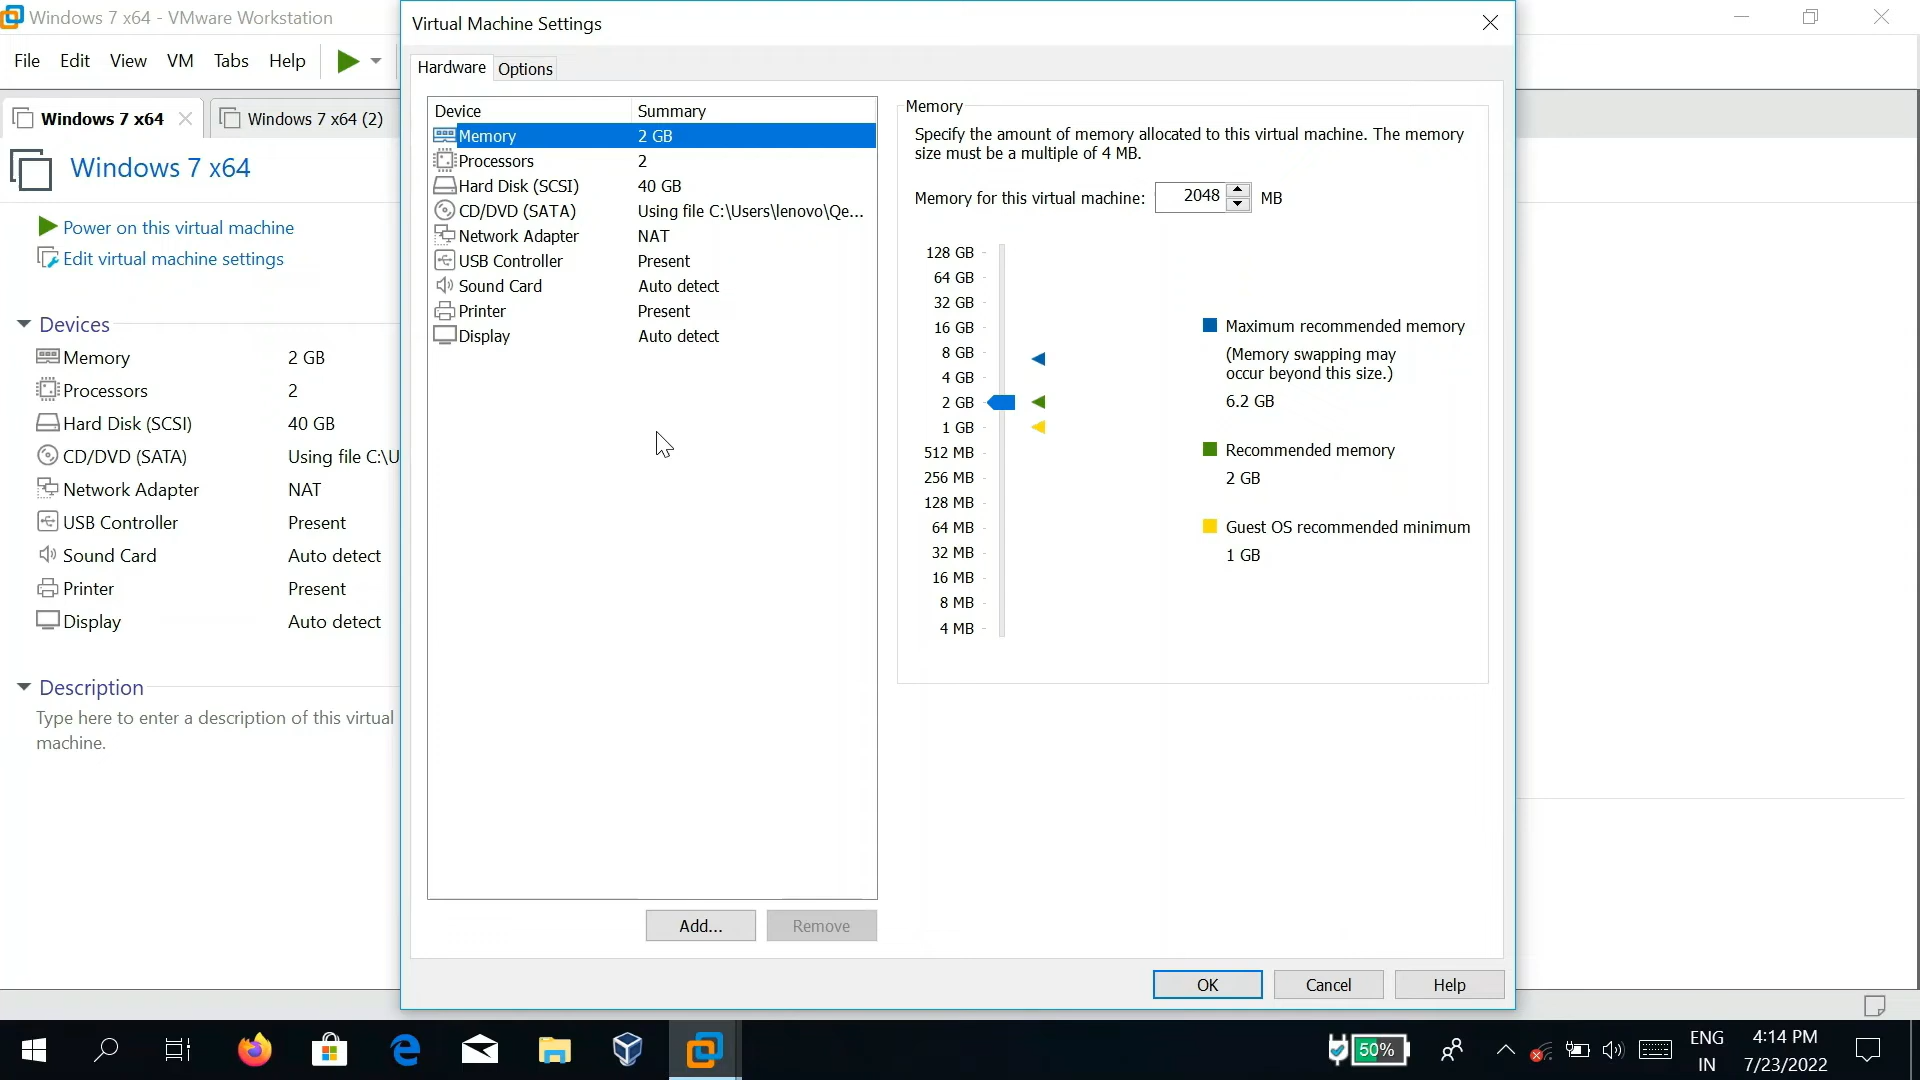 Windows 7 x64 - VMware Workstation
File Edit View VM Tabs Help
Windows 7 x64
Windows 7 x64 (2)
Windows 7 x64
Power on this virtual machine
Edit virtual machine settings
Devices
Memory 2 GB
Processors 2
Hard Disk (SCSI) 40 GB
CD/DVD (SATA) Using file C:\U
Network Adapter NAT
USB Controller Present
Sound Card Auto detect
Printer Present
Display Auto detect
Description
Type here to enter a description of this virtual
machine.
Virtual Machine Settings
Hardware Options
Device Summary
Memory 2 GB
Processors 2
Hard Disk (SCSI) 40 GB
CD/DVD (SATA) Using file C:\Users\lenovo\Qe...
Network Adapter NAT
USB Controller Present
Sound Card Auto detect
Printer Present
Display Auto detect
Add... Remove
Memory
Specify the amount of memory allocated to this virtual machine. The memory
size must be a multiple of 4 MB.
Memory for this virtual machine: 2048 MB
128 GB
64 GB
32 GB
16 GB
8 GB
4 GB
2 GB
1 GB
512 MB
256 MB
128 MB
64 MB
32 MB
16 MB
8 MB
4 MB
Maximum recommended memory
(Memory swapping may
occur beyond this size.)
6.2 GB
Recommended memory
2 GB
Guest OS recommended minimum
1 GB
OK Cancel Help
50%
ENG
IN
4:14 PM
7/23/2022